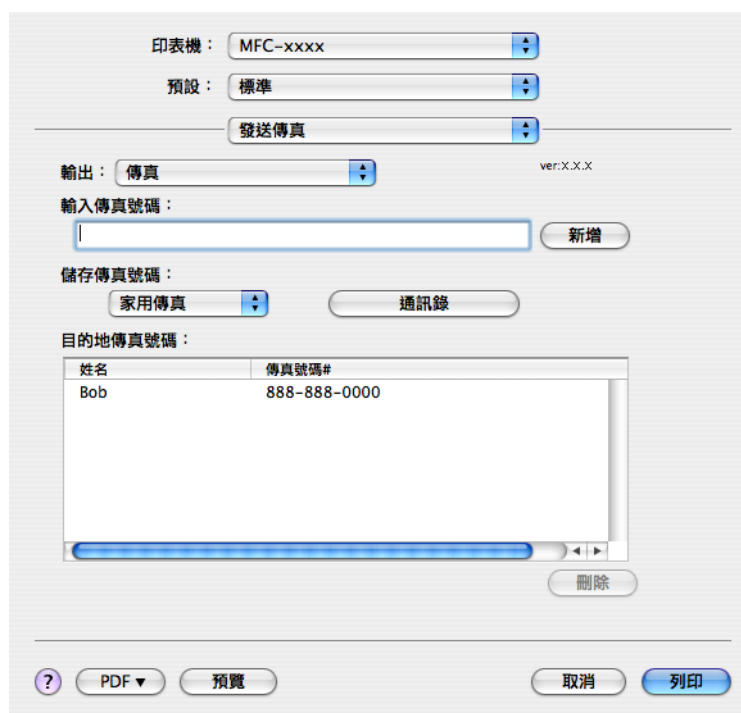 印表機： MFC-xxxx
預設： 標準
發送傳真
輸出： 傳真 ver:X.X.X
輸入傳真號碼：
新增
儲存傳真號碼：
家用傳真 通訊錄
目的地傳真號碼：
姓名 傳真號碼#
Bob 888-888-0000
刪除
? PDF▼ 預覽 取消 列印